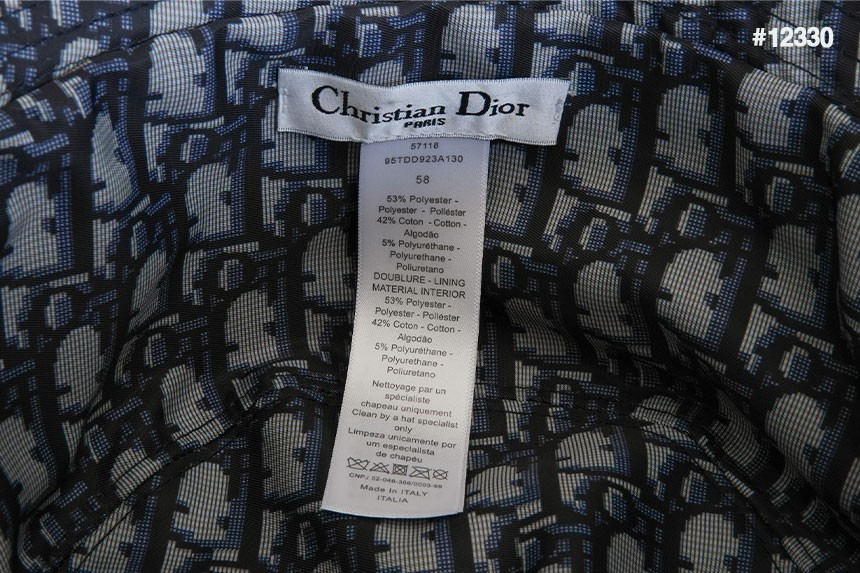 #12330
Christian Dior
PARIS
57118
95TDD923A130
58
53% Polyester -
Polyester - Poliéster
42% Coton - Cotton -
Algodão
5% Polyuréthane -
Polyurethane -
Poliuretano
DOUBLURE - LINING
MATERIAL INTERIOR
53% Polyester -
Polyester - Poliéster
42% Coton - Cotton -
Algodão
5% Polyuréthane -
Polyurethane -
Poliuretano
Nettoyage par un
spécialiste
chapeau uniquement
Clean by a hat specialist
only
Limpeza unicamente por
um especialista
de chapéu
Made in ITALY
ITALIA